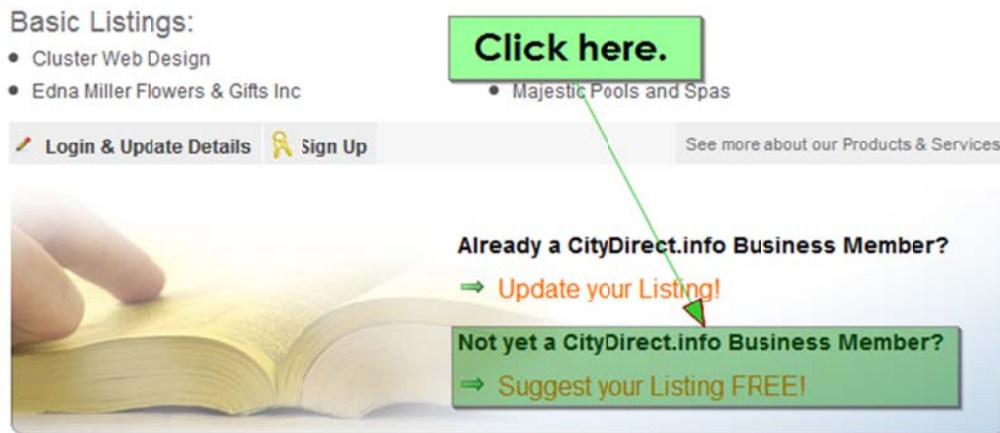 Basic Listings:
Click here.
Cluster Web Design
Edna Miller Flowers & Gifts Inc
Majestic Pools and Spas
Login & Update Details
Sign Up
See more about our Products & Services
Already a CityDirect.info Business Member?
Update your Listing!
Not yet a CityDirect.info Business Member?
Suggest your Listing FREE!